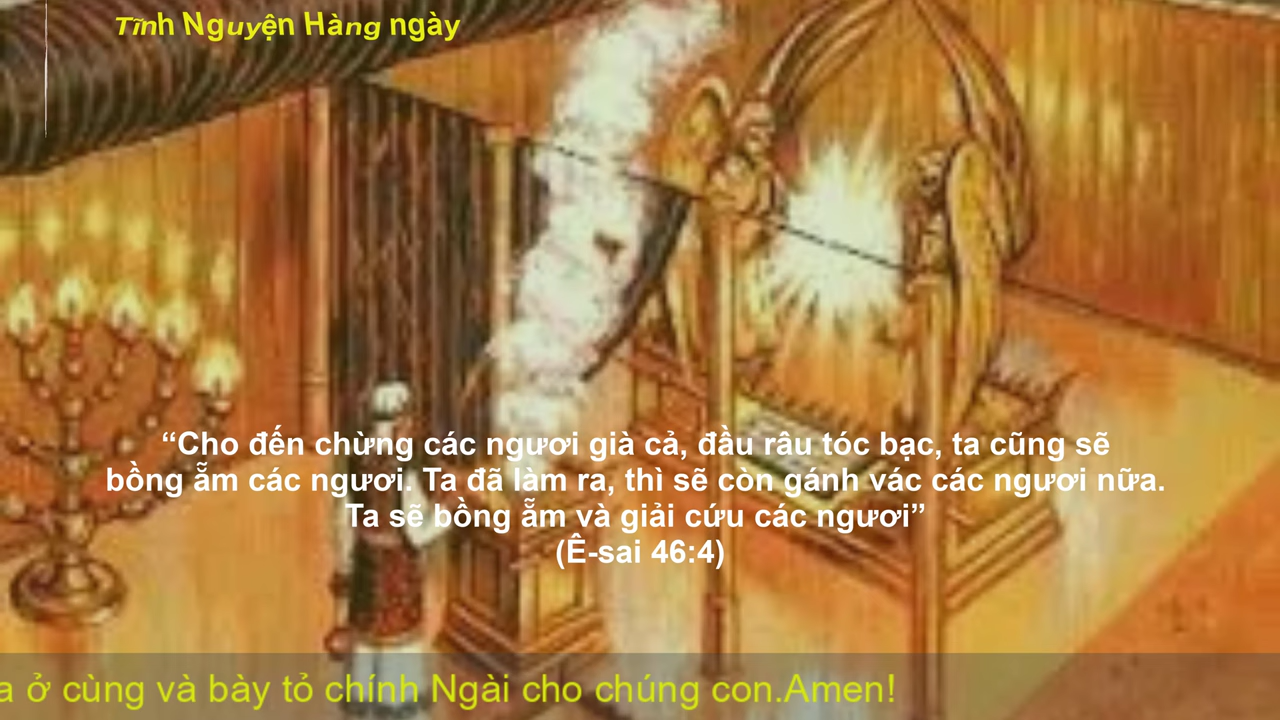 Tĩnh Nguyện Hàng ngày
“Cho đến chừng các ngươi già cả, đầu râu tóc bạc, ta cũng sẽ
bồng ẵm các ngươi. Ta đã làm ra, thì sẽ còn gánh vác các ngươi nữa.
Ta sẽ bồng ẵm và giải cứu các ngươi”
(Ê-sai 46:4)
a ở cùng và bày tỏ chính Ngài cho chúng con.Amen!